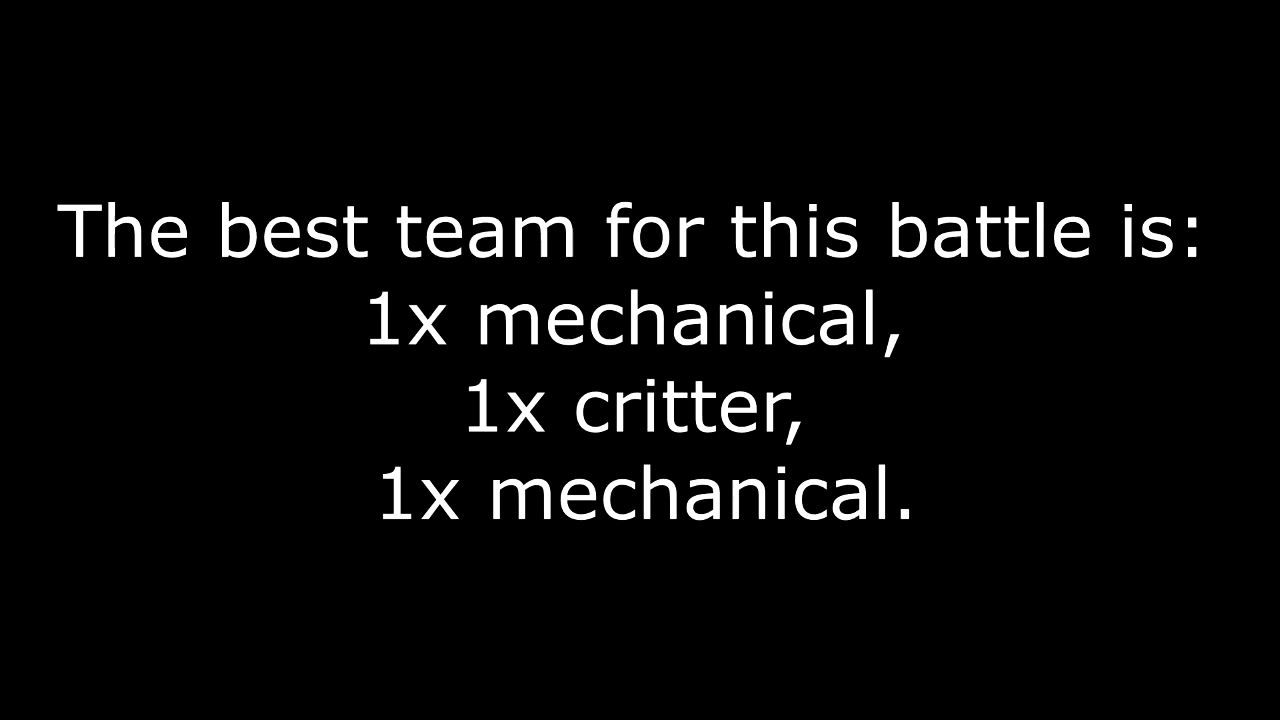 The best team for this battle is:
1x mechanical,
1x critter,
1x mechanical.